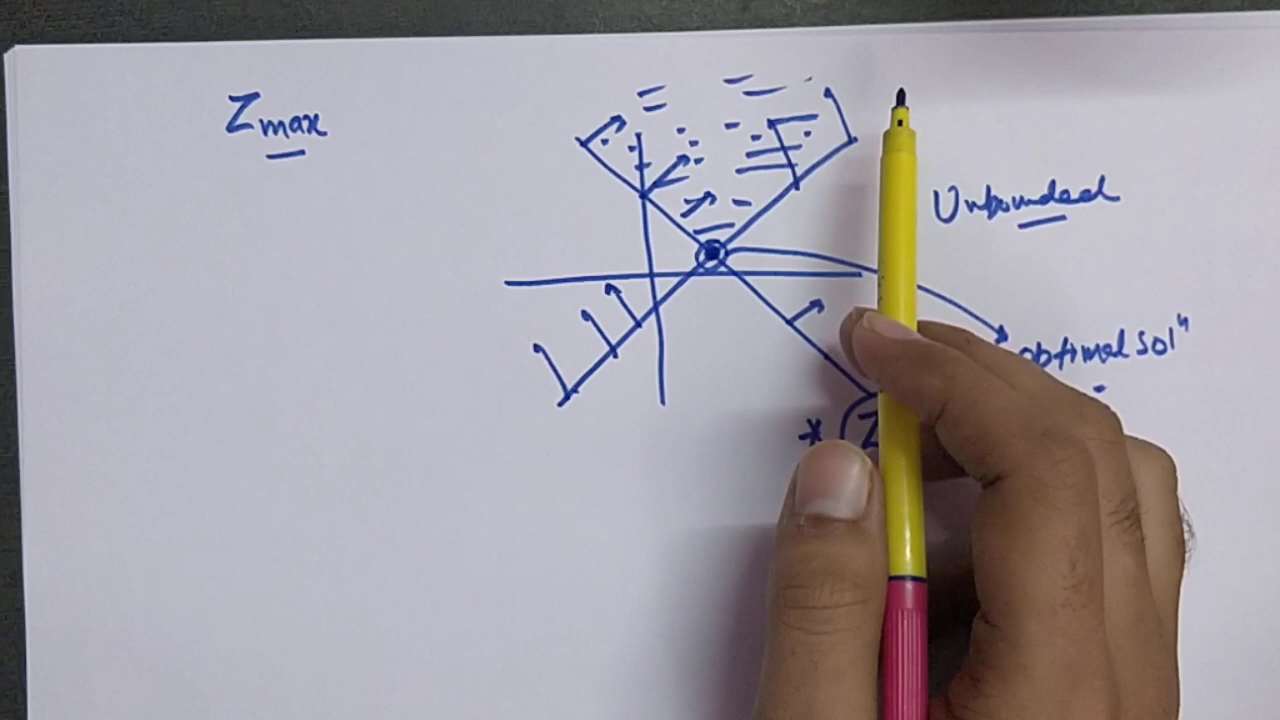 Zmax
Unbounded
optimal solⁿ
* Z